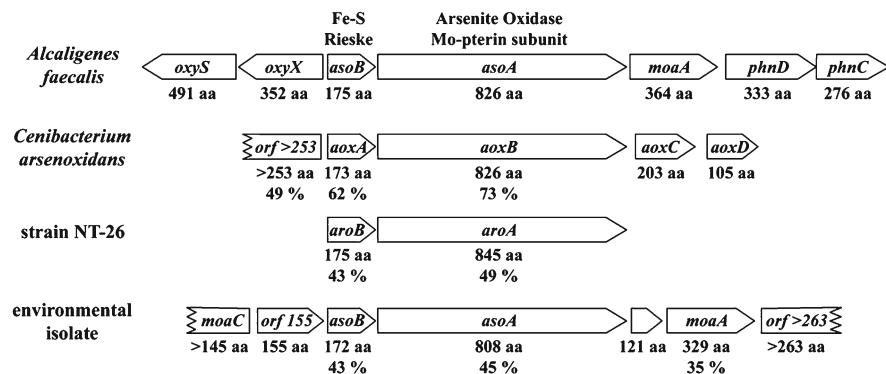 Fe-S Arsenite Oxidase
Rieske Mo-pterin subunit
Alcaligenes
faecalis
oxyS oxyX asoB asoA moaA phnD phnC
491 aa 352 aa 175 aa 826 aa 364 aa 333 aa 276 aa
Cenibacterium
arsenoxidans
orf >253 aoxA aoxB aoxC aoxD
>253 aa 173 aa 826 aa 203 aa 105 aa
49 % 62 % 73 %
strain NT-26
aroB aroA
175 aa 845 aa
43 % 49 %
environmental
isolate
moaC orf 155 asoB asoA moaA orf >263
>145 aa 155 aa 172 aa 808 aa 121 aa 329 aa >263 aa
43 % 45 % 35 %